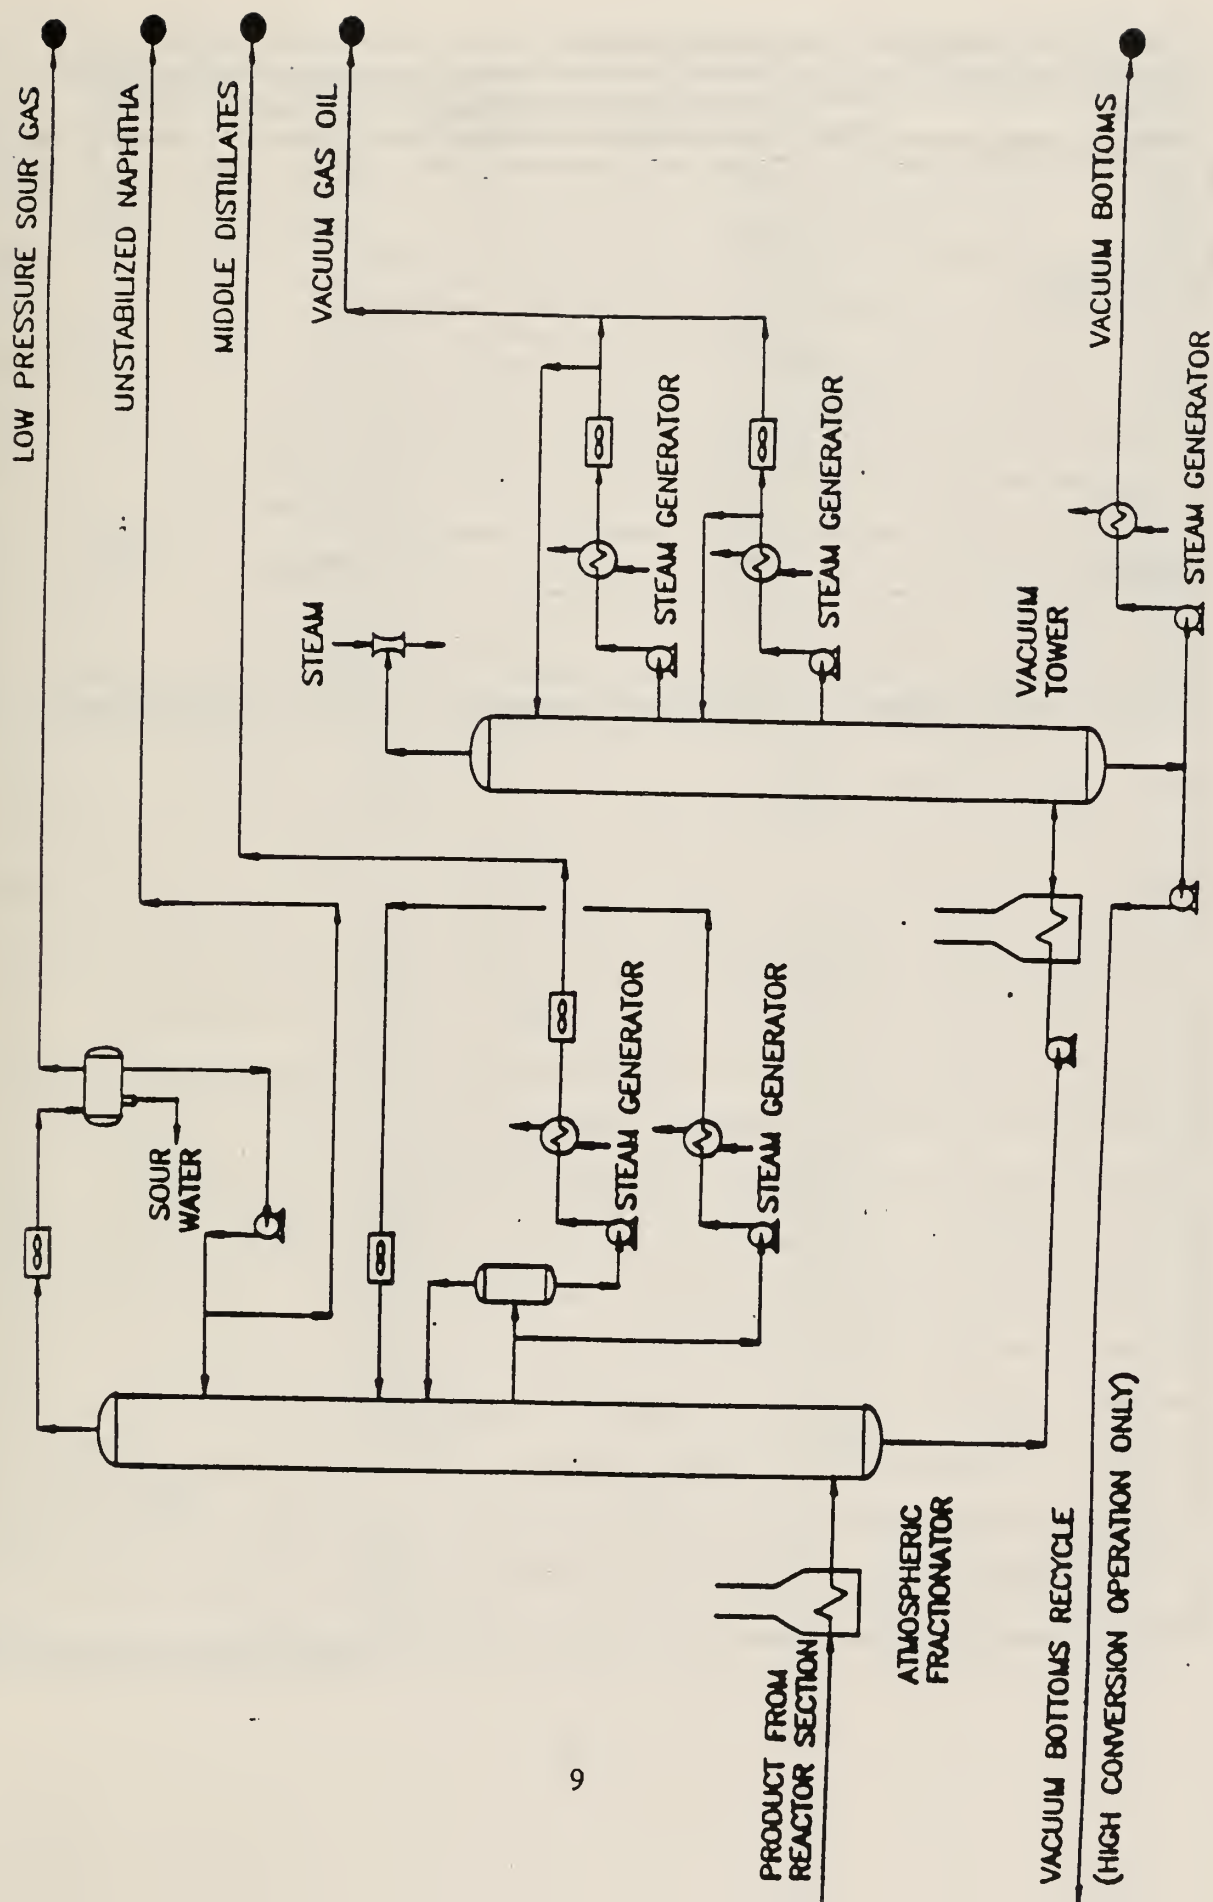 LOW PRESSURE SOUR GAS
UNSTABILIZED NAPHTHA
MIDDLE DISTILLATES
VACUUM GAS OIL
VACUUM BOTTOMS
STEAM
STEAM GENERATOR
STEAM GENERATOR
STEAM GENERATOR
VACUUM
TOWER
SOUR
WATER
STEAM GENERATOR
STEAM GENERATOR
ATMOSPHERIC
FRACTIONATOR
PRODUCT FROM
REACTOR SECTION
VACUUM BOTTOMS RECYCLE
(HIGH CONVERSION OPERATION ONLY)
9